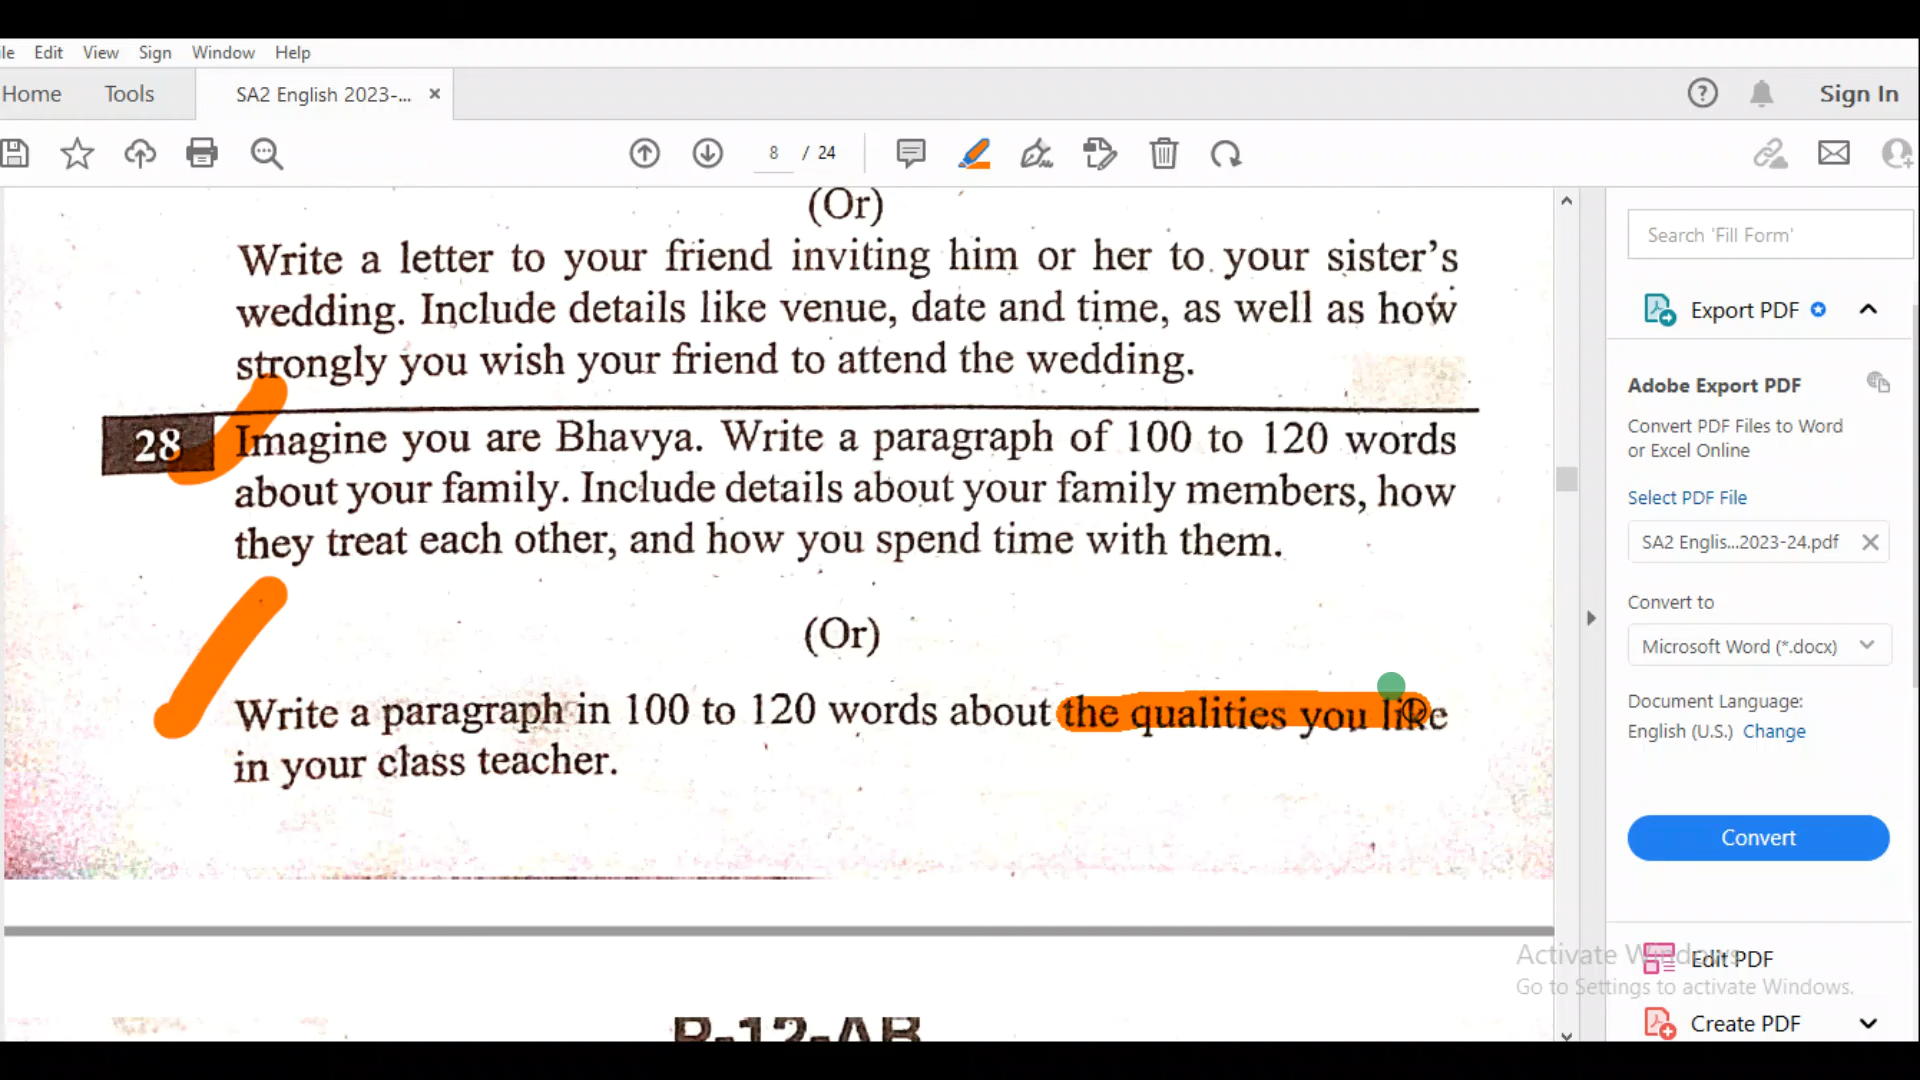 ile Edit View Sign Window Help
Home Tools SA2 English 2023-... × Sign In
8 / 24
(Or)
Write a letter to your friend inviting him or her to your sister's
wedding. Include details like venue, date and time, as well as how
strongly you wish your friend to attend the wedding.
28 Imagine you are Bhavya. Write a paragraph of 100 to 120 words
about your family. Include details about your family members, how
they treat each other, and how you spend time with them.
(Or)
Write a paragraph in 100 to 120 words about the qualities you like
in your class teacher.
Search 'Fill Form'
Export PDF
Adobe Export PDF
Convert PDF Files to Word
or Excel Online
Select PDF File
SA2 Englis...2023-24.pdf
Convert to
Microsoft Word (*.docx)
Document Language:
English (U.S.) Change
Convert
Activate Windows
Go to Settings to activate Windows.
Edit PDF
Create PDF